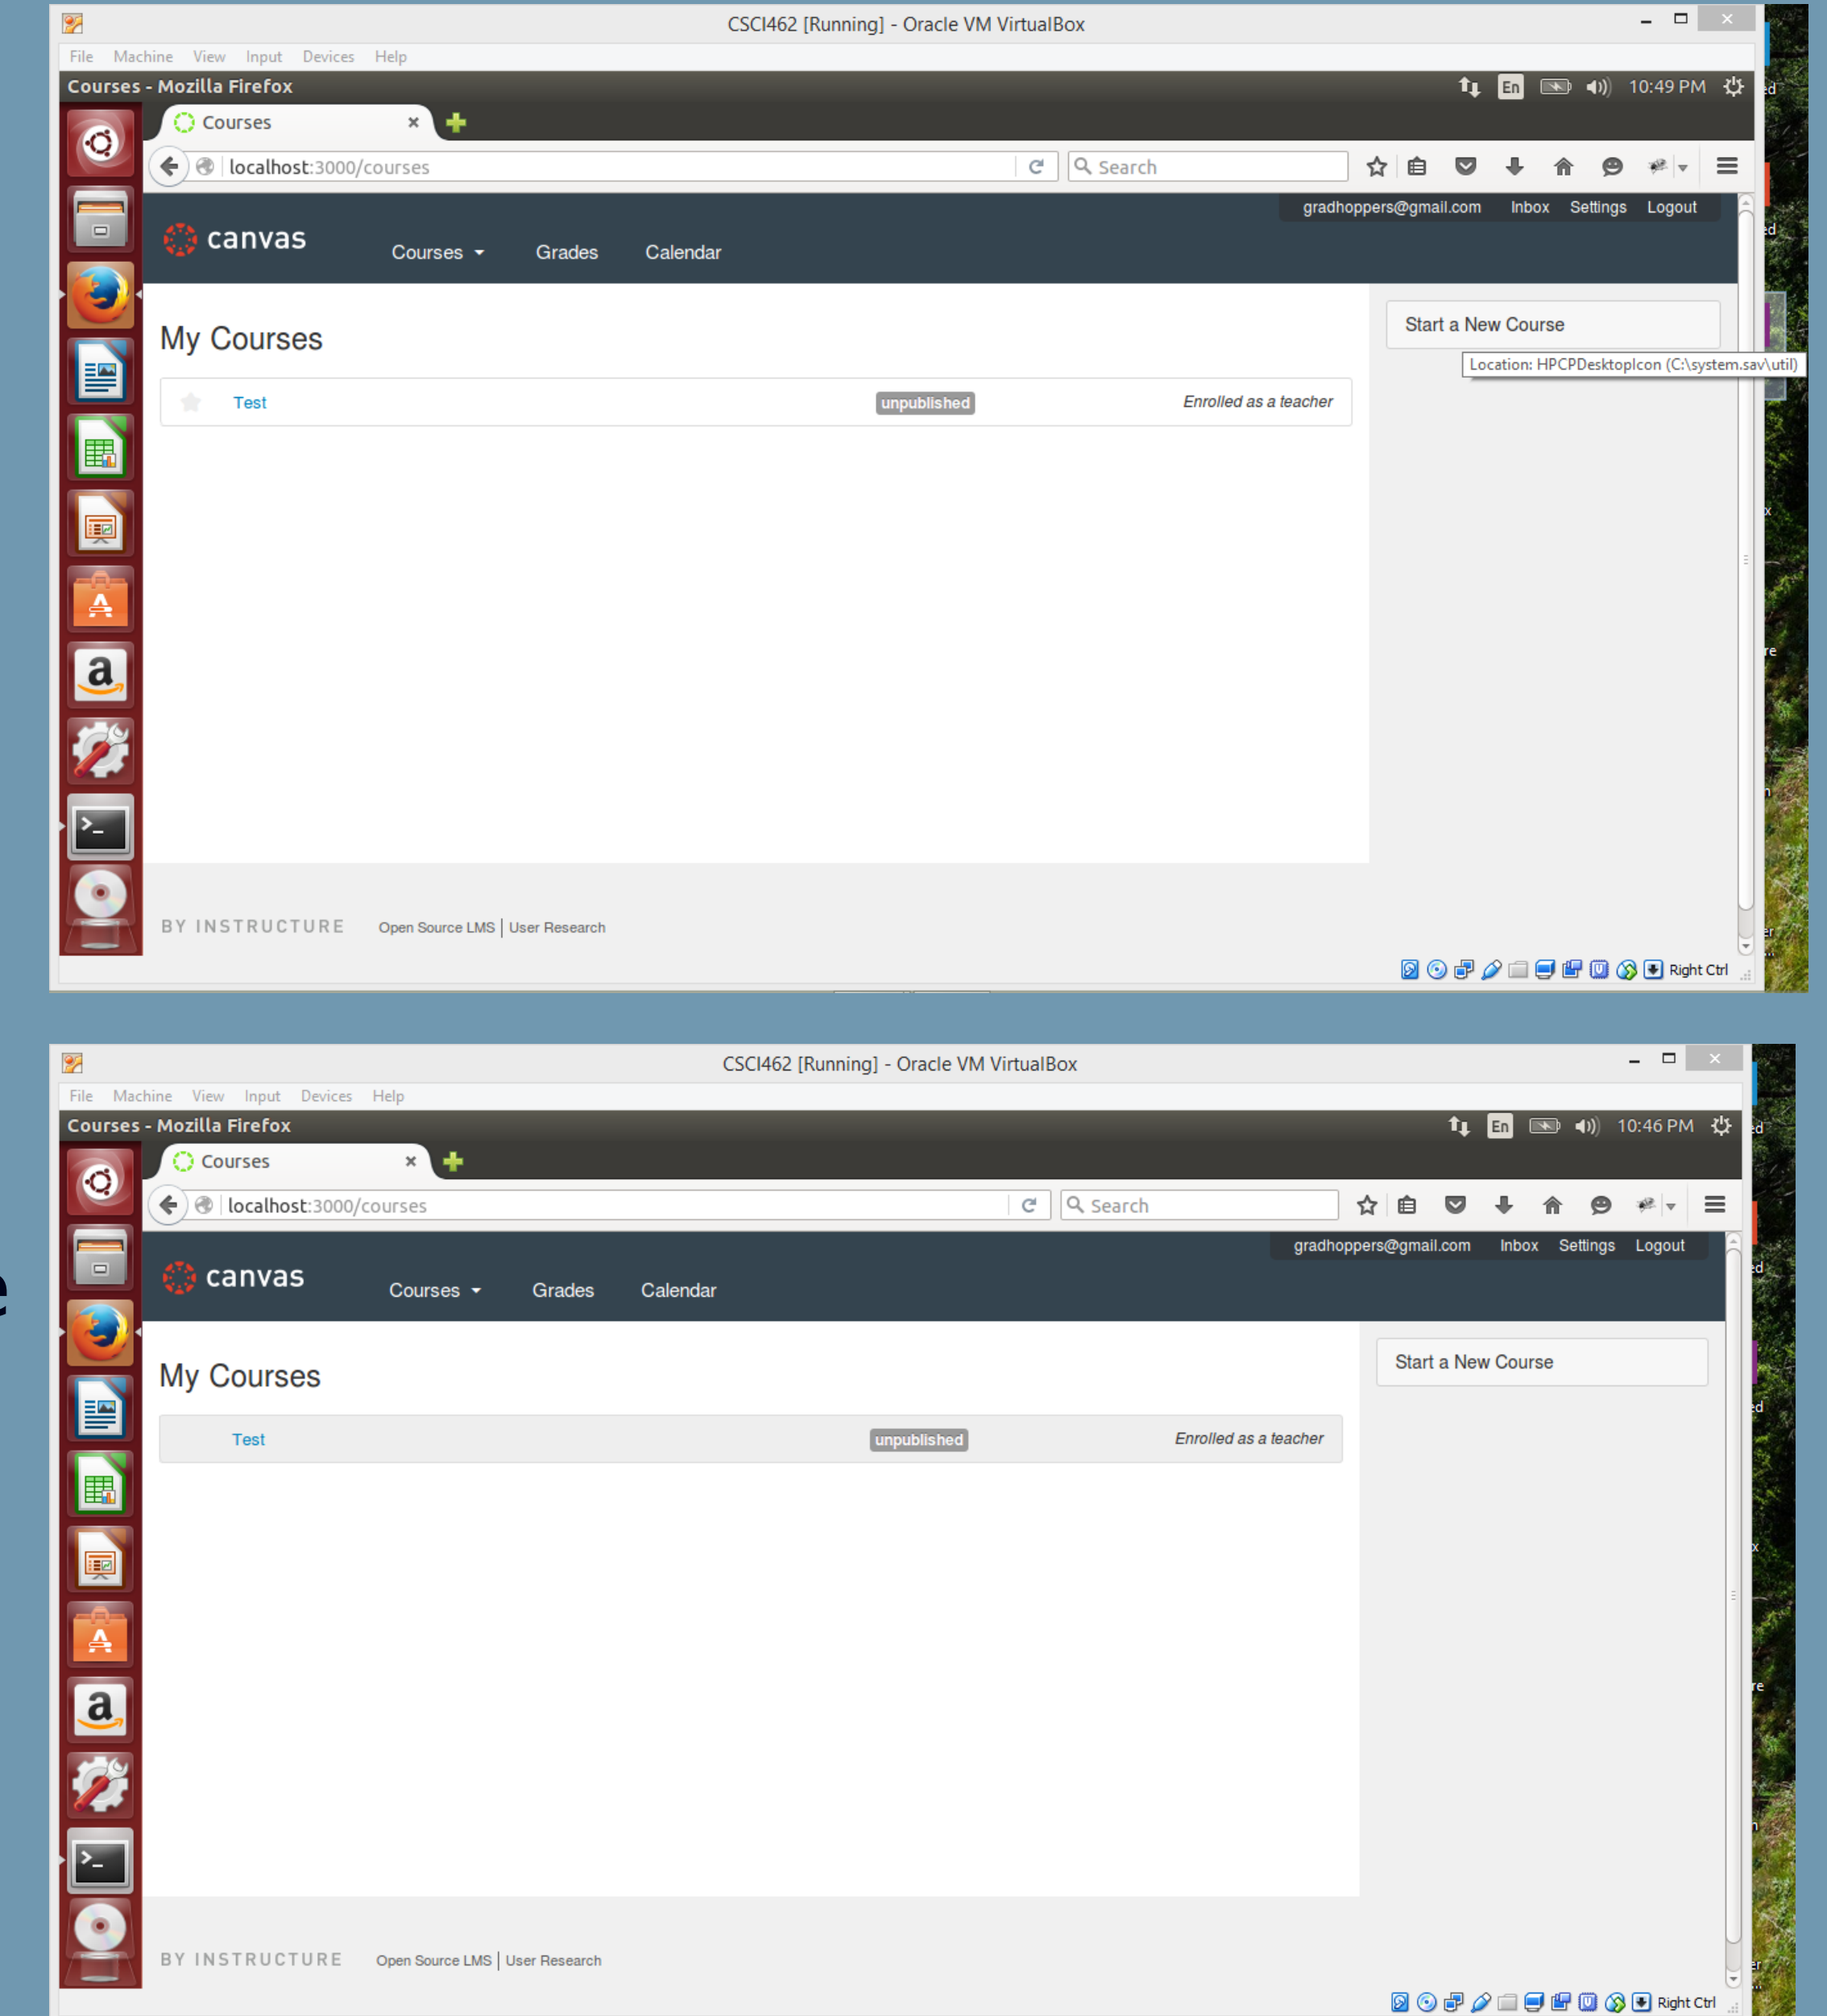 CSCI462 [Running] - Oracle VM VirtualBox
File Machine View Input Devices Help
Courses - Mozilla Firefox En 10:49 PM
Courses
localhost:3000/courses Search
gradhoppers@gmail.com Inbox Settings Logout
canvas Courses Grades Calendar
My Courses
Start a New Course
Location: HPCPDesktopIcon (C:\system.sav\util)
Test unpublished Enrolled as a teacher
BY INSTRUCTURE Open Source LMS | User Research
Right Ctrl
CSCI462 [Running] - Oracle VM VirtualBox
File Machine View Input Devices Help
Courses - Mozilla Firefox En 10:46 PM
Courses
localhost:3000/courses Search
gradhoppers@gmail.com Inbox Settings Logout
canvas Courses Grades Calendar
My Courses
Start a New Course
Test unpublished Enrolled as a teacher
BY INSTRUCTURE Open Source LMS | User Research
Right Ctrl